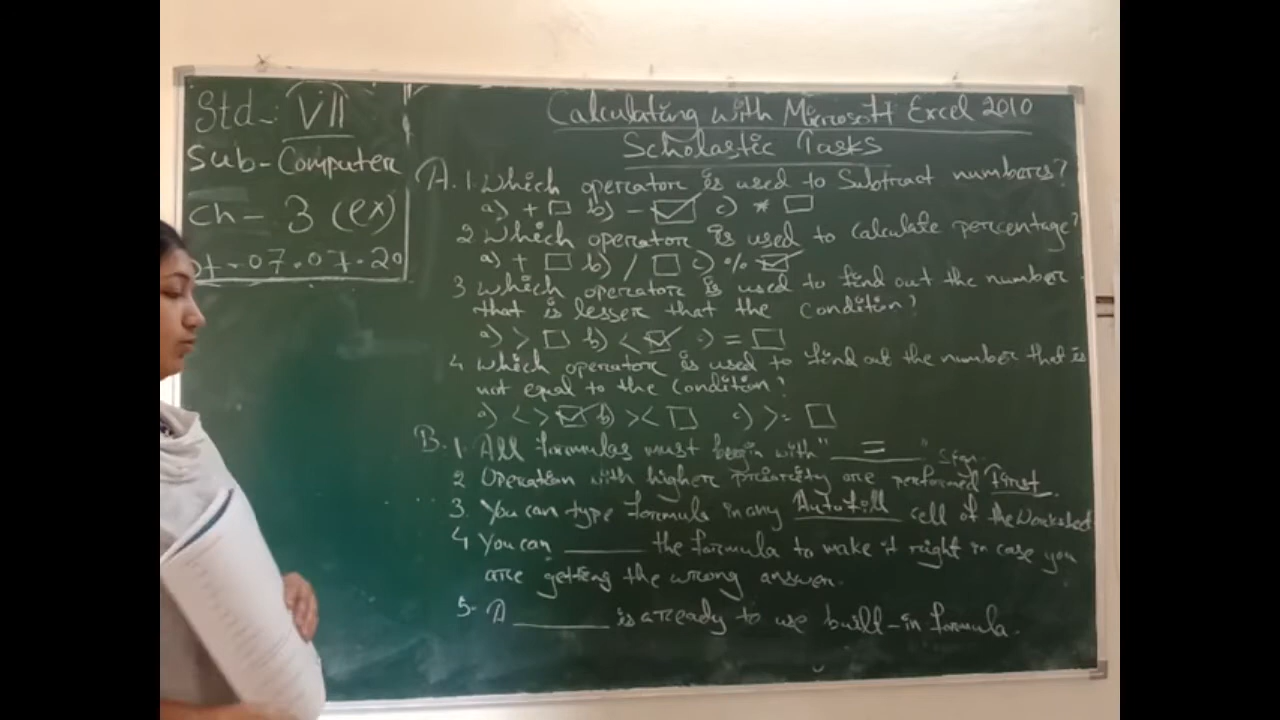 Std-: VII
Sub- Computer
Ch- 3 (ex)
07.07.20
Calculating with Microsoft Excel 2010
Scholastic Tasks
A. 1. Which operator is used to Subtract numbers?
a) + □ b) - ☑ c) * □
2 Which operator is used to calculate percentage?
a) + □ b) / □ c) % ☑
3 Which operator is used to find out the number
that is lesser that the condition?
a) > □ b) < ☑ c) = □
4 Which operator is used to find out the number that is
not equal to the condition?
a) < > ☑ b) > < □ c) >= □
B. 1. All formulas must begin with "___=___" sign.
2 Operation with higher priority are performed First
3. You can type formula in any Autofill cell of the worksheet
4 You can ______ the formula to make it right in case you
are getting the wrong answer.
5- A ______ is already to use built-in formula.